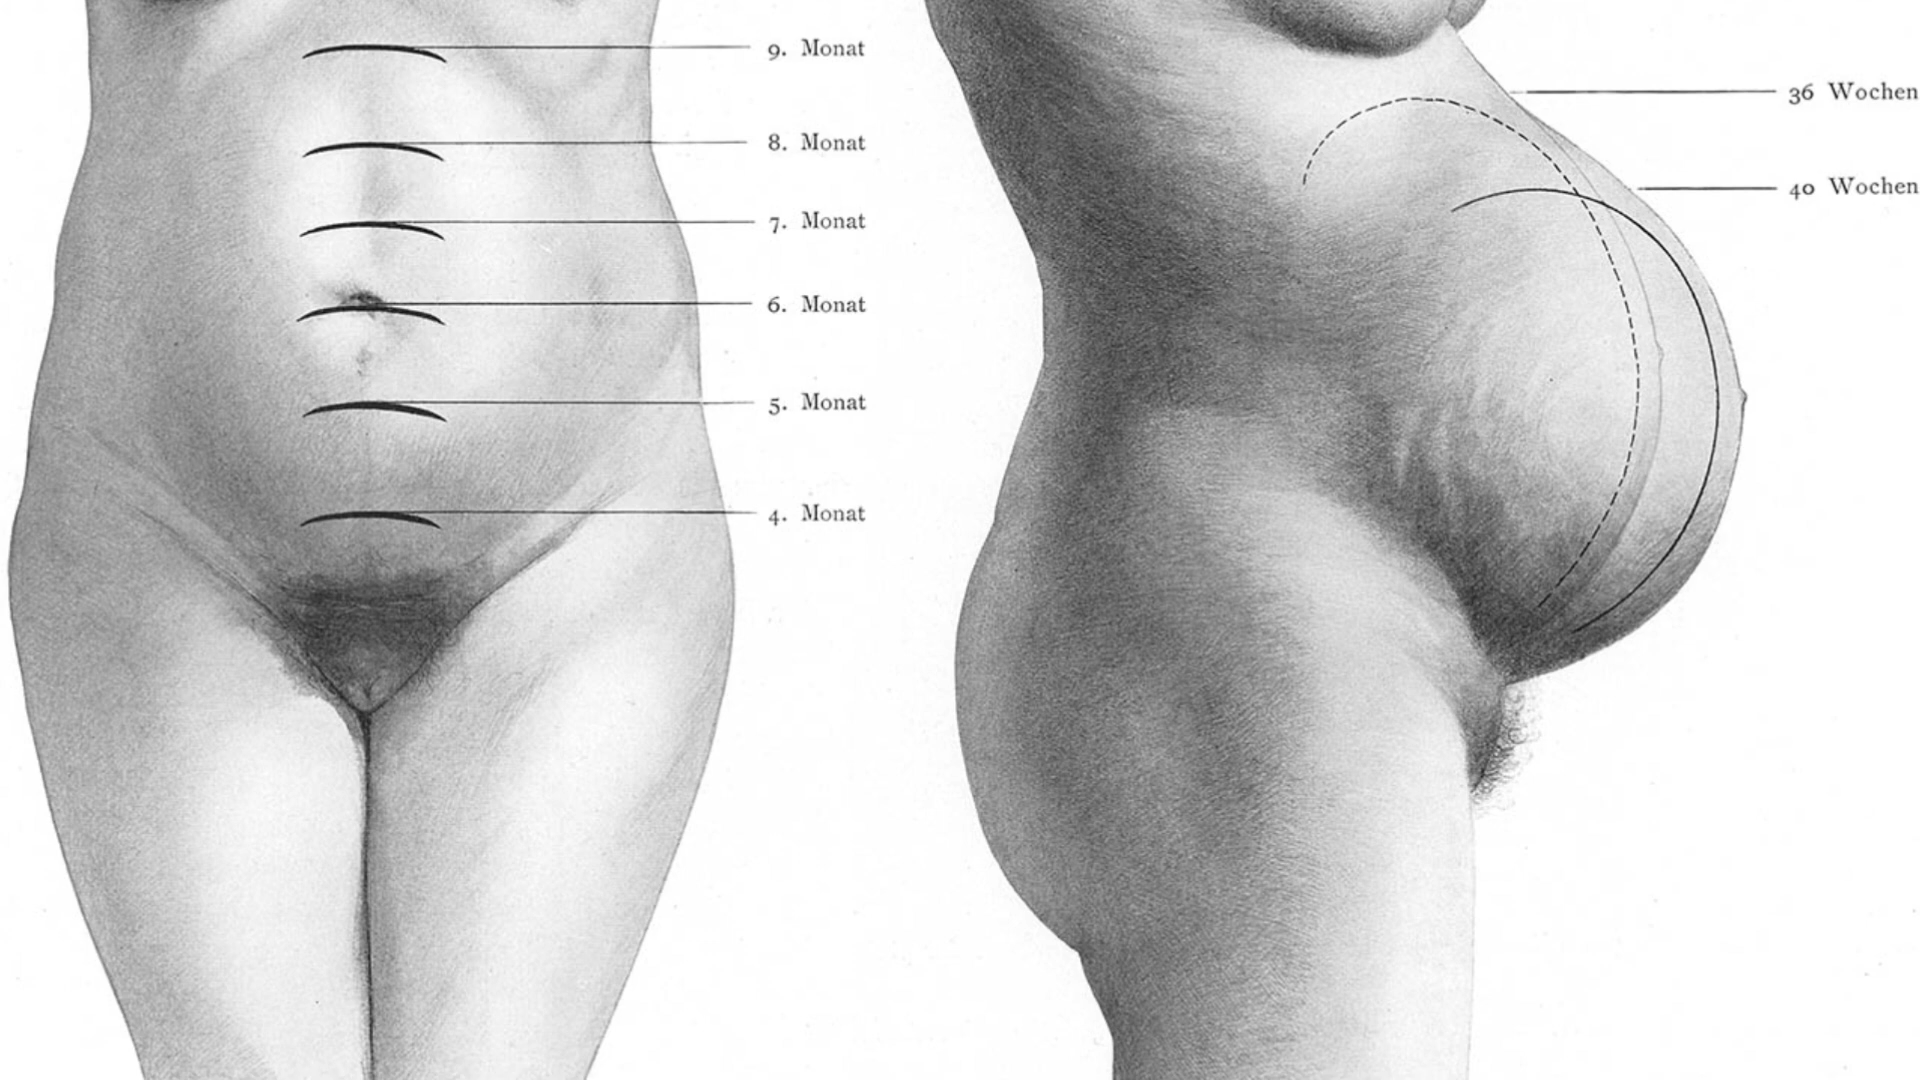 9. Monat
8. Monat
7. Monat
6. Monat
5. Monat
4. Monat
36 Wochen
40 Wochen